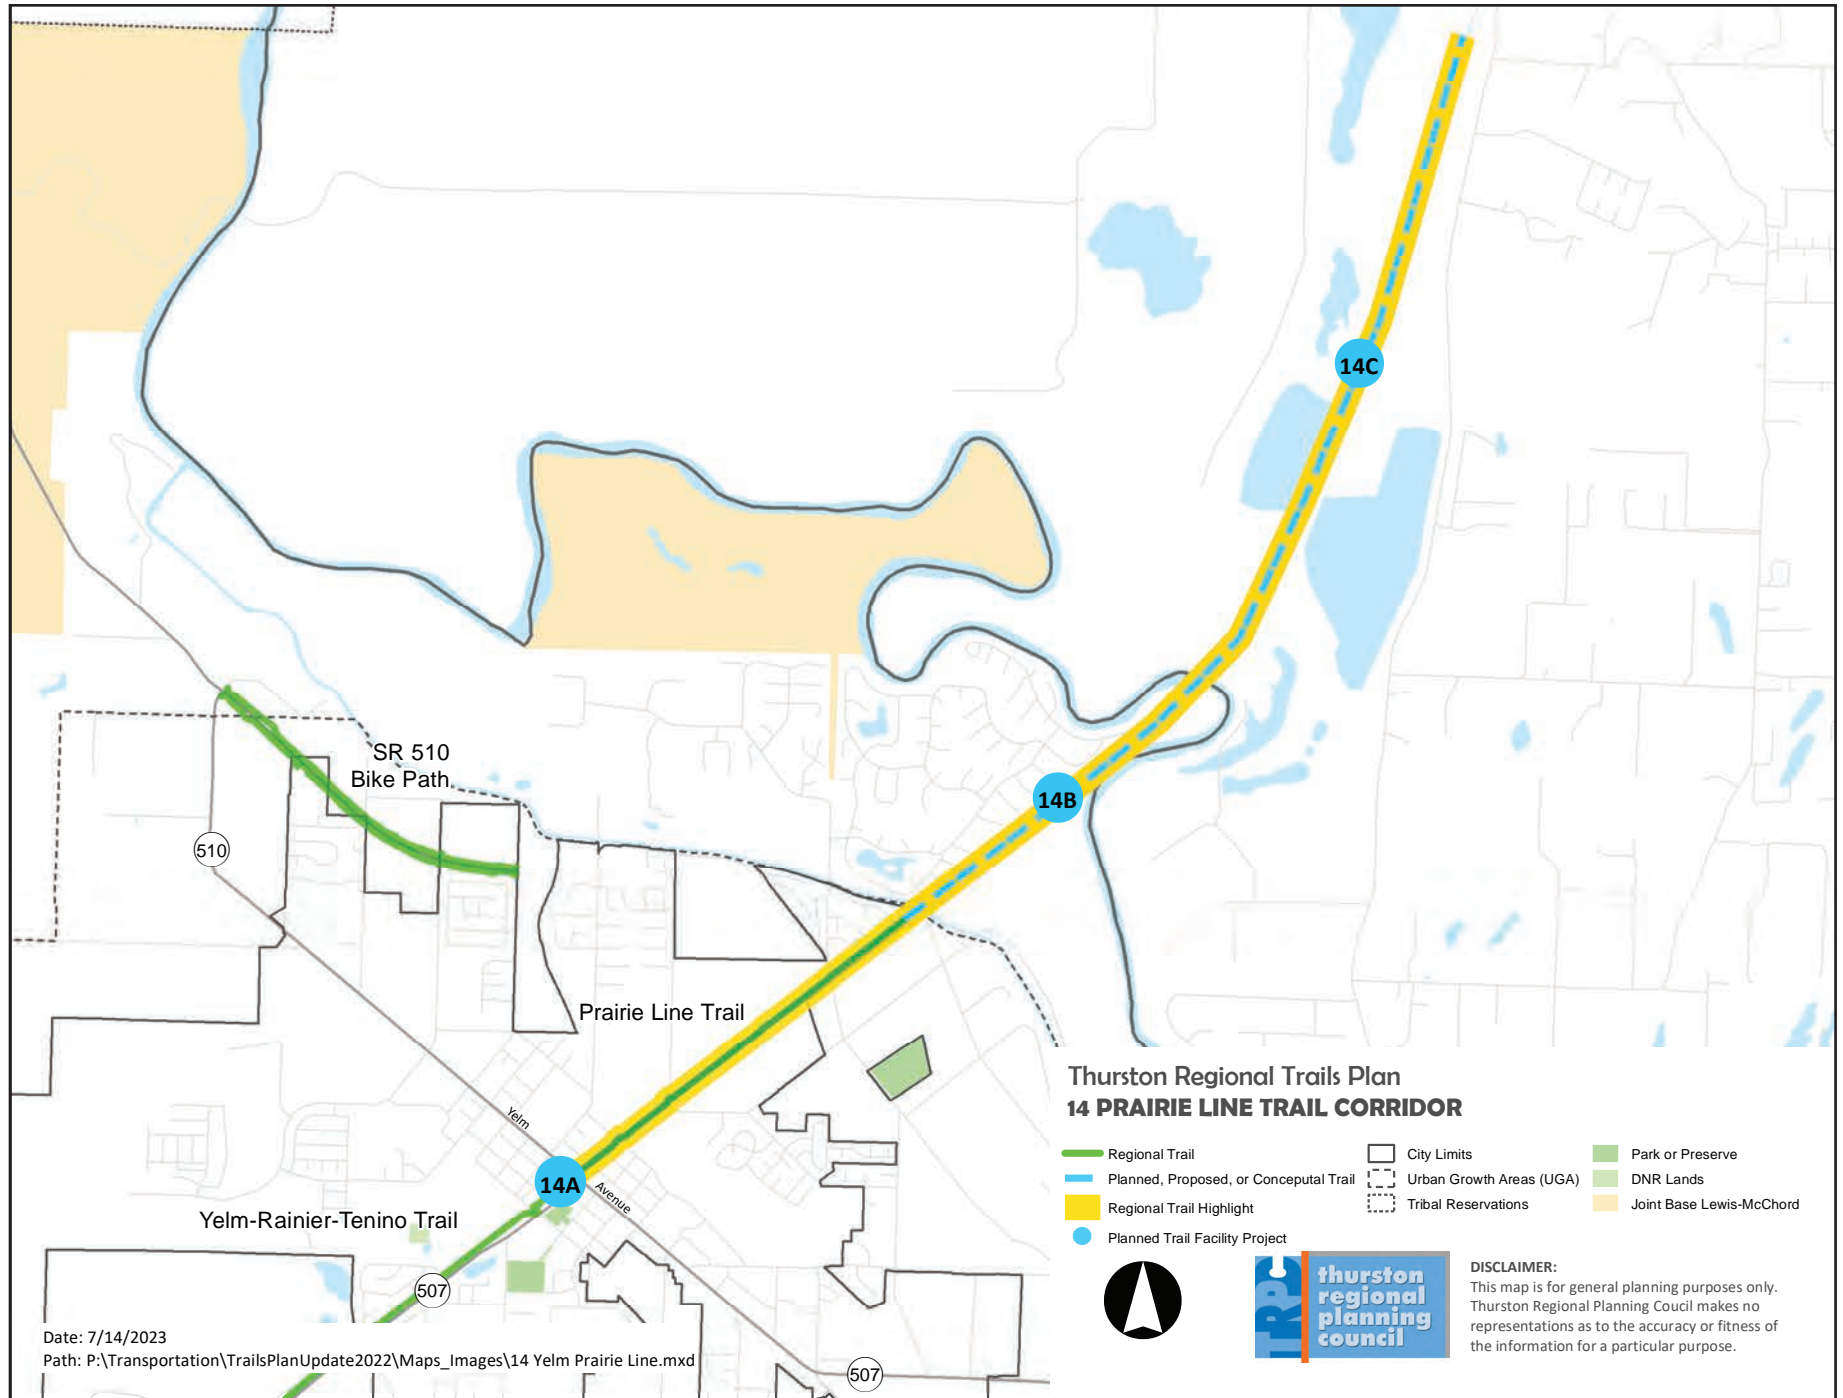 14C
14B
SR 510
Bike Path
510
Prairie Line Trail
Yelm
14A
Avenue
Yelm-Rainier-Tenino Trail
507
507
Date: 7/14/2023
Path: P:\Transportation\TrailsPlanUpdate2022\Maps_Images\14 Yelm Prairie Line.mxd
Thurston Regional Trails Plan
14 PRAIRIE LINE TRAIL CORRIDOR
Regional Trail
Planned, Proposed, or Conceputal Trail
Regional Trail Highlight
Planned Trail Facility Project
City Limits
Urban Growth Areas (UGA)
Tribal Reservations
Park or Preserve
DNR Lands
Joint Base Lewis-McChord
TRPC
thurston
regional
planning
council
DISCLAIMER:
This map is for general planning purposes only.
Thurston Regional Planning Coucil makes no
representations as to the accuracy or fitness of
the information for a particular purpose.